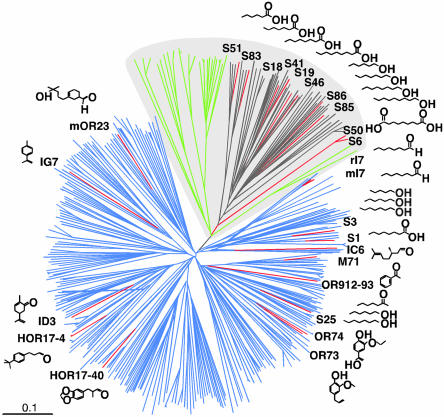 S51
S83
S18
S41
S19
S46
S86
S85
S50
S6
rI7
mI7
mOR23
IG7
S3
S1
IC6
M71
OR912-93
S25
OR74
OR73
ID3
HOR17-4
HOR17-40
0.1
O
OH
O
OH
O
OH
O
OH
OH
OH
OH
OH
O
O
HO
OH
O
H
O
H
OH
OH
OH
O
O
O
OH
OH
OH
O
HO
O
OH
O
OH
O
H
O
O
O
O
O